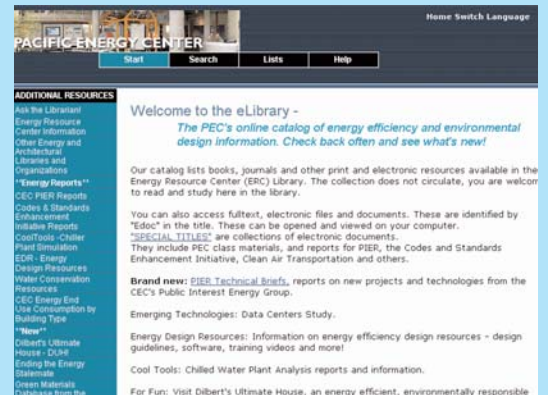 Home Switch Language
PACIFIC ENERGY CENTER
Start Search Lists Help
ADDITIONAL RESOURCES
Ask the Librarian!
Energy Resource
Center Information
Other Energy and
Architectural
Libraries and
Organizations
**Energy Reports**
CEC PIER Reports
Codes & Standards
Enhancement
Initiative Reports
CoolTools -Chiller
Plant Simulation
EDR - Energy
Design Resources
Water Conservation
Resources
CEC Energy End
Use Consumption by
Building Type
**New**
Dilbert's Ultimate
House - DUH!
Ending the Energy
Stalemate
Green Materials
Database from the
Welcome to the eLibrary -
The PEC's online catalog of energy efficiency and environmental
design information. Check back often and see what's new!
Our catalog lists books, journals and other print and electronic resources available in the
Energy Resource Center (ERC) Library. The collection does not circulate, you are welcom
to read and study here in the library.
You can also access fulltext, electronic files and documents. These are identified by
"Edoc" in the title. These can be opened and viewed on your computer.
"SPECIAL TITLES" are collections of electronic documents.
They include PEC class materials, and reports for PIER, the Codes and Standards
Enhancement Initiative, Clean Air Transportation and others.
Brand new: PIER Technical Briefs, reports on new projects and technologies from the
CEC's Public Interest Energy Group.
Emerging Technologies: Data Centers Study.
Energy Design Resources: Information on energy efficiency design resources - design
guidelines, software, training videos and more!
Cool Tools: Chilled Water Plant Analysis reports and information.
For Fun: Visit Dilbert's Ultimate House, an energy efficient, environmentally responsible